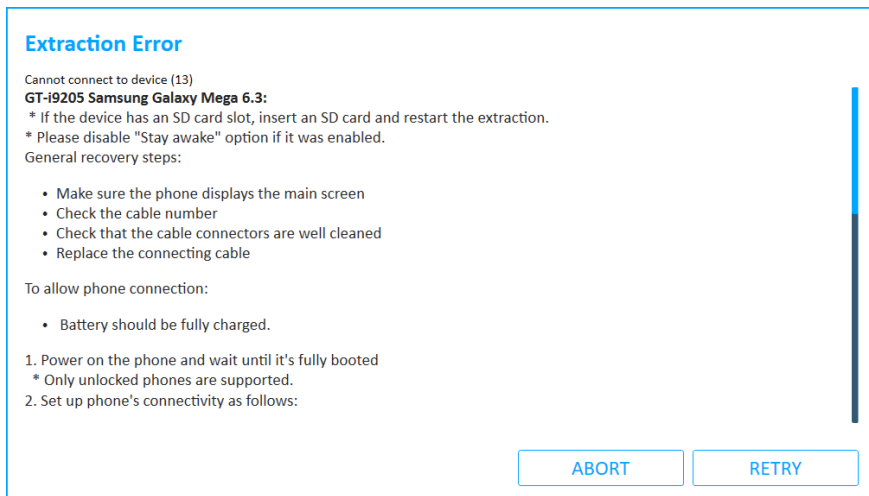 Extraction Error
Cannot connect to device (13)
GT-i9205 Samsung Galaxy Mega 6.3:
* If the device has an SD card slot, insert an SD card and restart the extraction.
* Please disable "Stay awake" option if it was enabled.
General recovery steps:
• Make sure the phone displays the main screen
• Check the cable number
• Check that the cable connectors are well cleaned
• Replace the connecting cable
To allow phone connection:
• Battery should be fully charged.
1. Power on the phone and wait until it's fully booted
* Only unlocked phones are supported.
2. Set up phone's connectivity as follows:
ABORT
RETRY